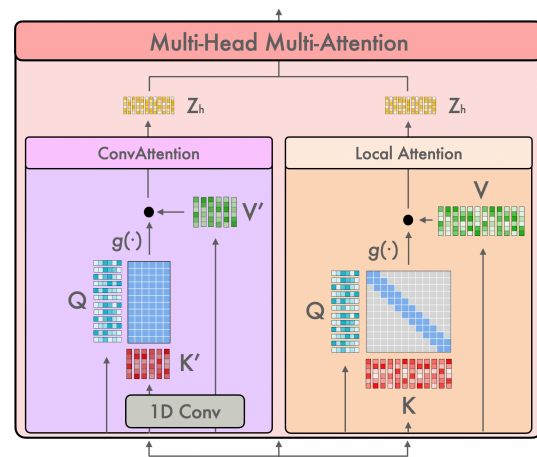 Multi-Head Multi-Attention
Zh
Zh
ConvAttention
Local Attention
V′
V
g(·)
g(·)
Q
Q
K′
K
1D Conv